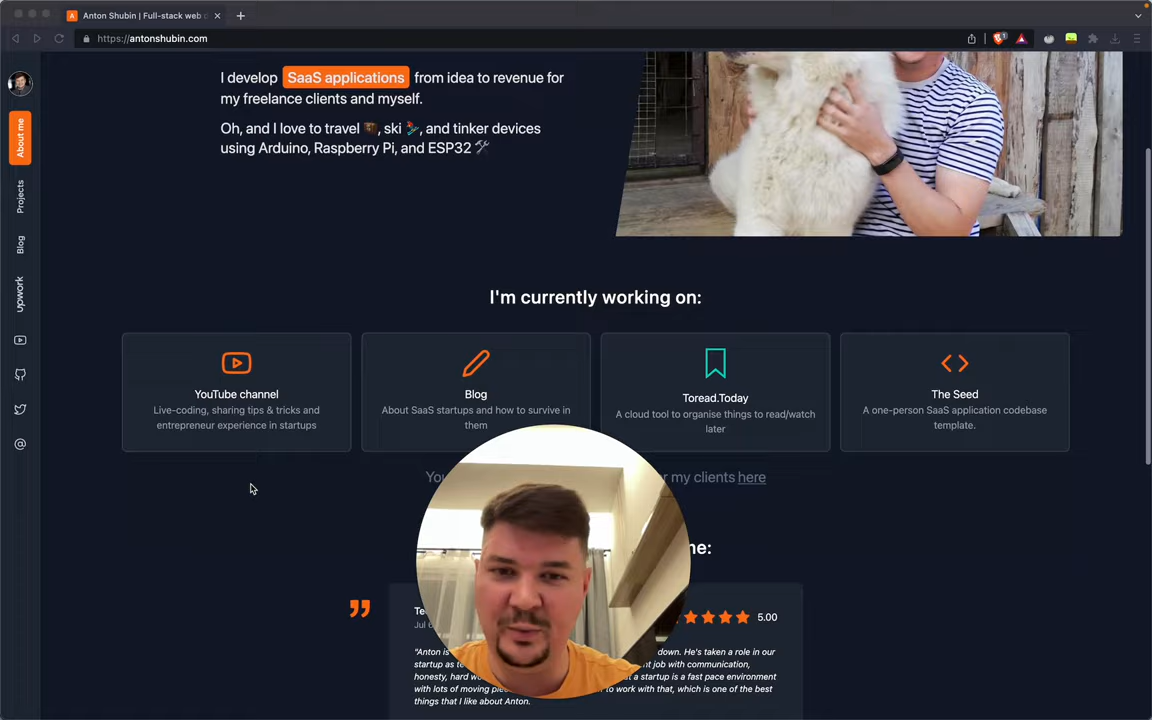 Anton Shubin | Full-stack web
https://antonshubin.com
I develop SaaS applications from idea to revenue for
my freelance clients and myself.
Oh, and I love to travel, ski, and tinker devices
using Arduino, Raspberry Pi, and ESP32
About me
Projects
Blog
upwork
I'm currently working on:
YouTube channel
Live-coding, sharing tips & tricks and
entrepreneur experience in startups
Blog
About SaaS startups and how to survive in
them
Toread.Today
A cloud tool to organise things to read/watch
later
The Seed
A one-person SaaS application codebase
template.
my clients here
me:
5.00
Jul
"Anton is down. He's taken a role in our
startup as job with communication,
honesty, hard a startup is a fast pace environment
with lots of moving to work with that, which is one of the best
things that I like about Anton.